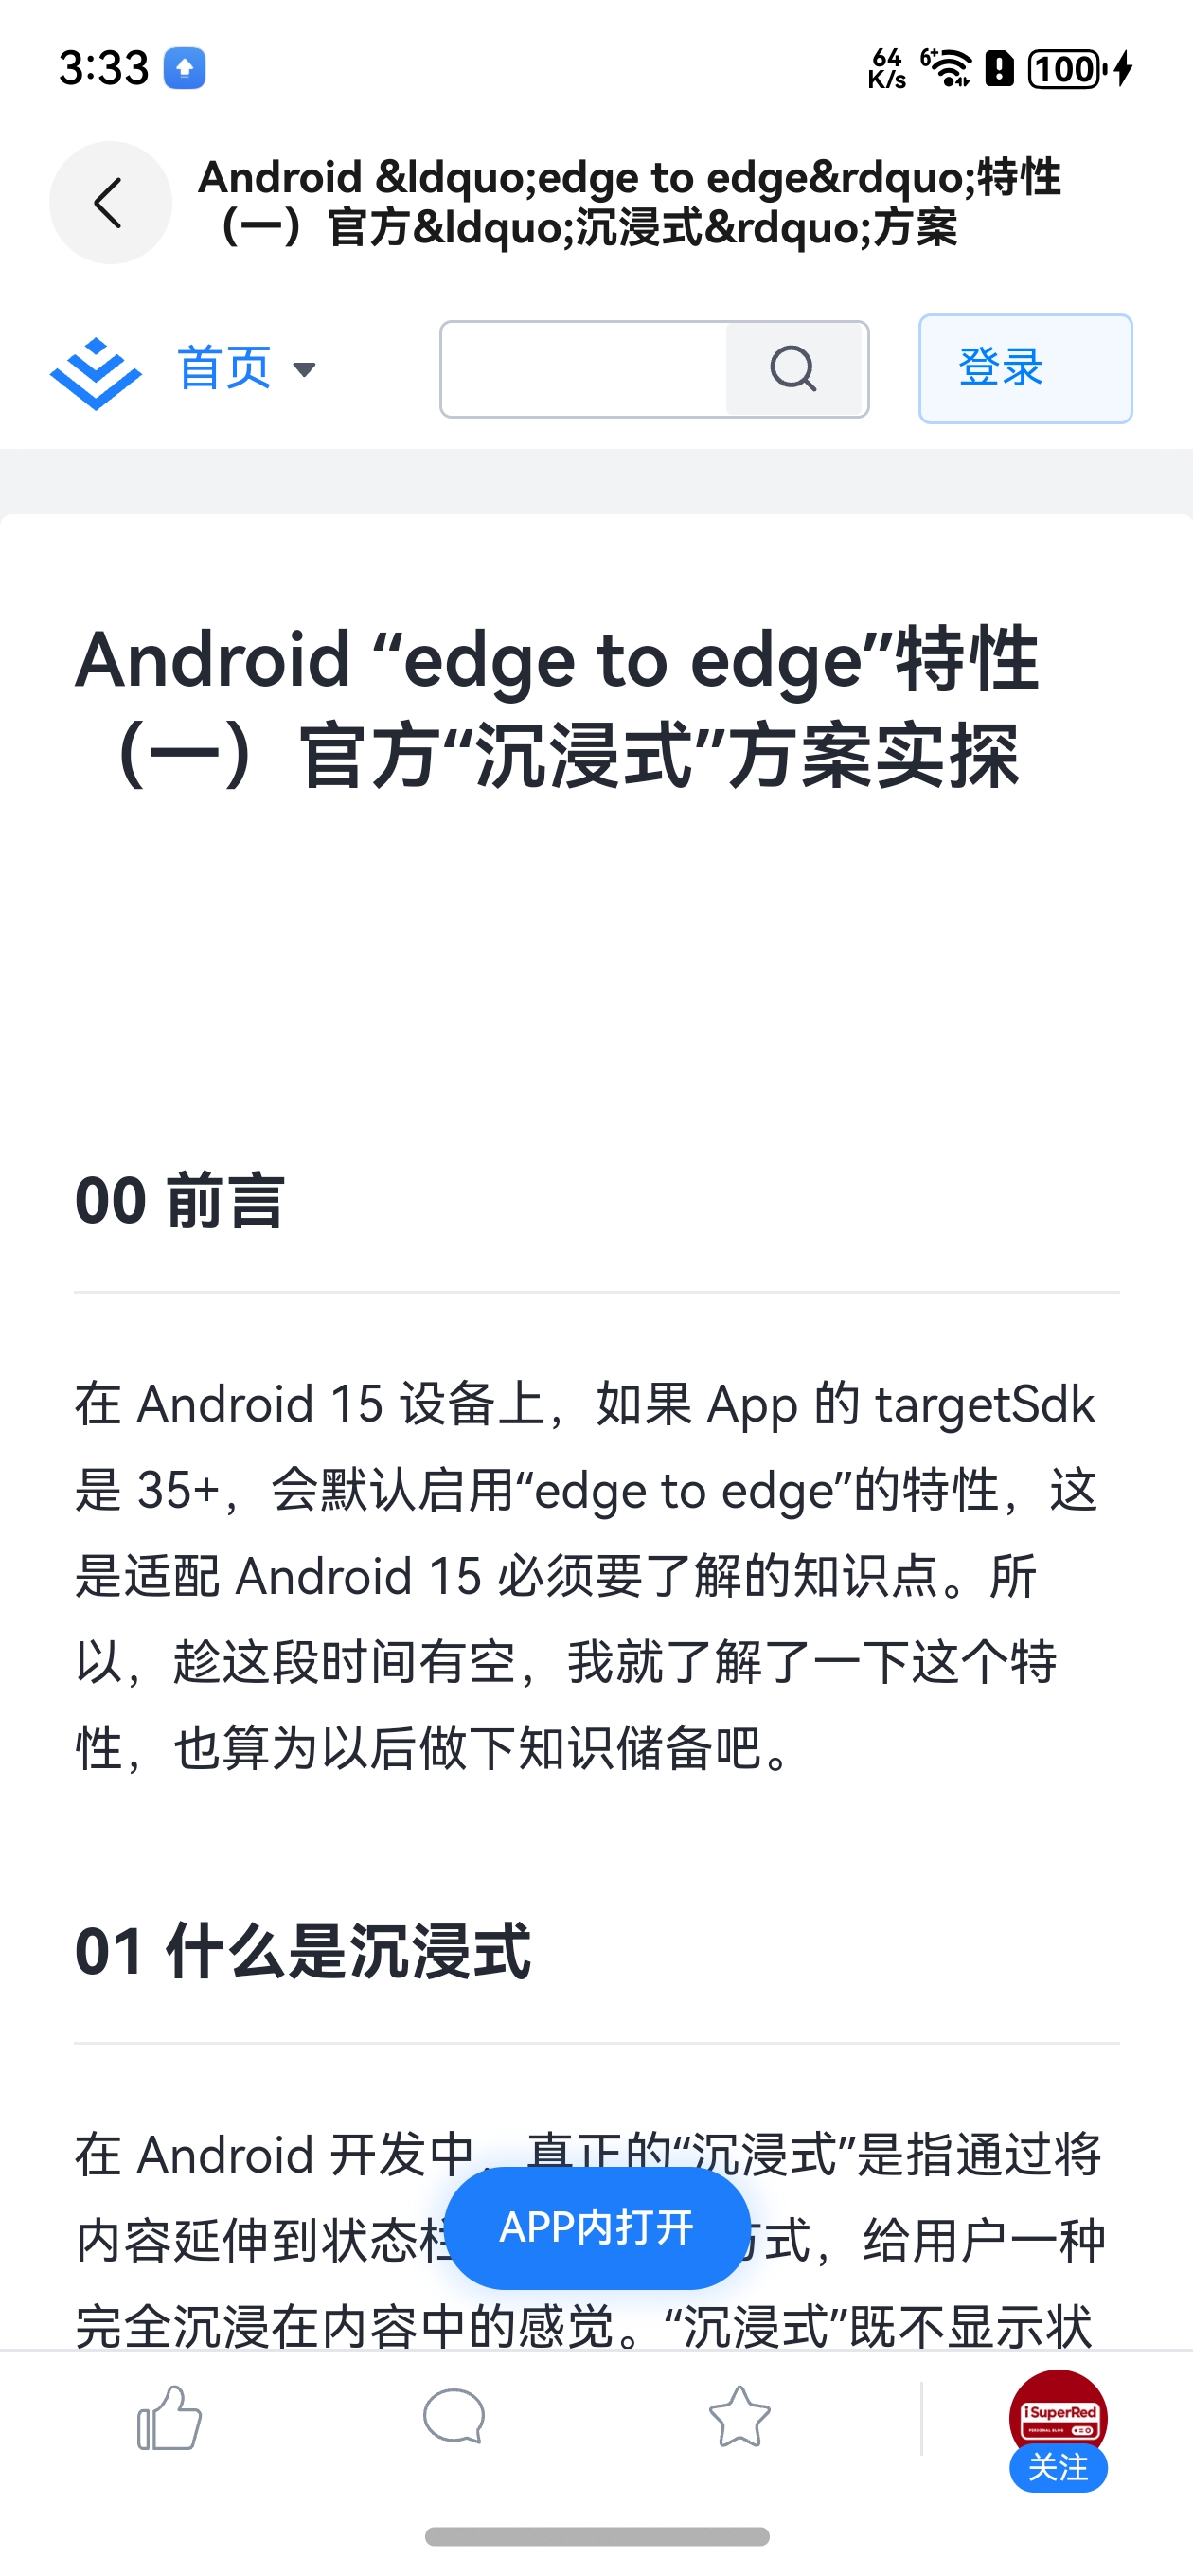 3:33
64
K/s
6+
100
Android &ldquo;edge to edge&rdquo;特性
（一）官方&ldquo;沉浸式&rdquo;方案
首页
登录
Android “edge to edge”特性
（一）官方“沉浸式”方案实探
00 前言
在 Android 15 设备上，如果 App 的 targetSdk
是 35+，会默认启用“edge to edge”的特性，这
是适配 Android 15 必须要了解的知识点。所
以，趁这段时间有空，我就了解了一下这个特
性，也算为以后做下知识储备吧。
01 什么是沉浸式
在 Android 开发中，真正的“沉浸式”是指通过将
内容延伸到状态栏
式，给用户一种
APP内打开
完全沉浸在内容中的感觉。“沉浸式”既不显示状
iSuperRed
PERSONAL BLOG
关注